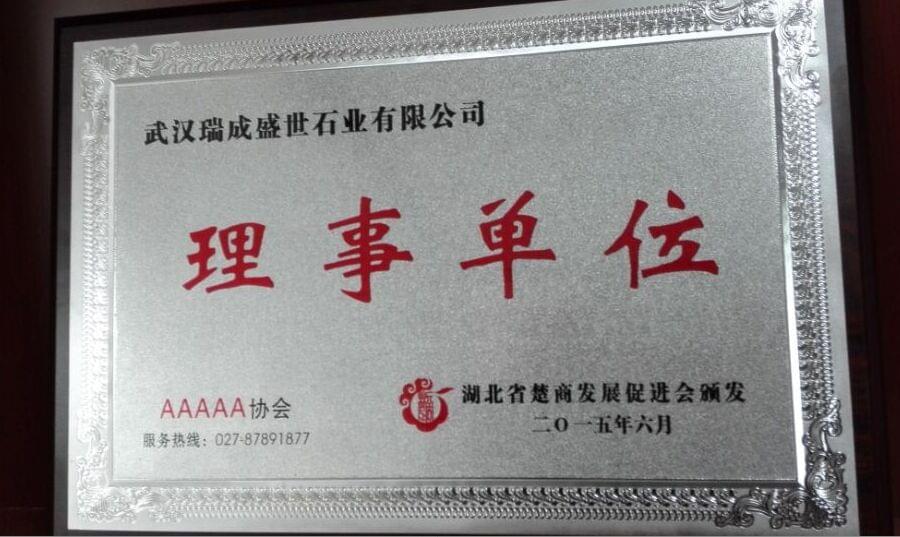 武汉瑞成盛世石业有限公司
理事单位
AAAAA协会
服务热线：027-87891877
湖北省楚商发展促进会颁发
二〇一五年六月